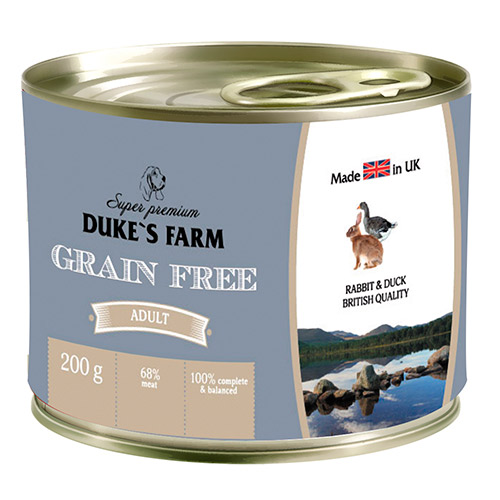 Super premium
DUKE`S FARM
GRAIN FREE
ADULT
200 g
68%
meat
100% complete
& balanced
Made in UK
RABBIT & DUCK
BRITISH QUALITY